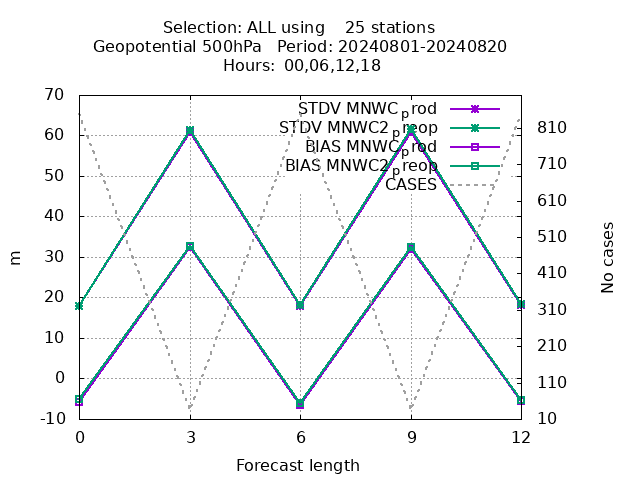 Selection: ALL using    25 stations
Geopotential 500hPa   Period: 20240801-20240820
Hours: 00,06,12,18
STDV MNWC_prod
STDV MNWC2_preop
BIAS MNWC_prod
BIAS MNWC2_preop
CASES
70
60
50
40
30
20
10
0
-10
m
810
710
610
510
410
310
210
110
10
No cases
0 3 6 9 12
Forecast length